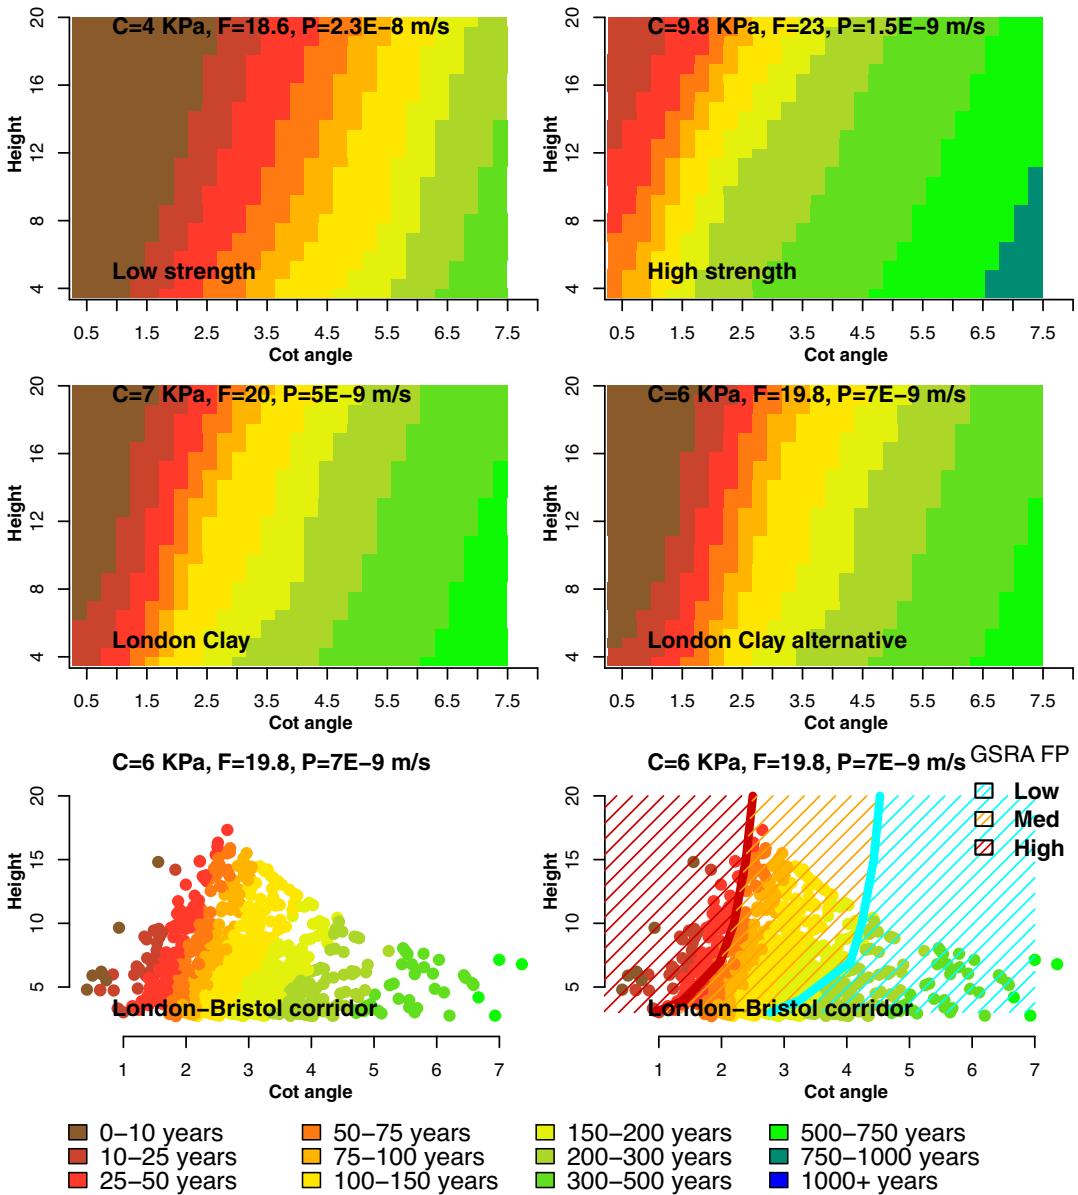 C=4 KPa, F=18.6, P=2.3E−8 m/s
Height
4 8 12 16 20
Low strength
0.5 1.5 2.5 3.5 4.5 5.5 6.5 7.5
Cot angle
C=9.8 KPa, F=23, P=1.5E−9 m/s
Height
4 8 12 16 20
High strength
0.5 1.5 2.5 3.5 4.5 5.5 6.5 7.5
Cot angle
C=7 KPa, F=20, P=5E−9 m/s
Height
4 8 12 16 20
London Clay
0.5 1.5 2.5 3.5 4.5 5.5 6.5 7.5
Cot angle
C=6 KPa, F=19.8, P=7E−9 m/s
Height
4 8 12 16 20
London Clay alternative
0.5 1.5 2.5 3.5 4.5 5.5 6.5 7.5
Cot angle
C=6 KPa, F=19.8, P=7E−9 m/s
Height
5 10 15 20
London−Bristol corridor
1 2 3 4 5 6 7
Cot angle
C=6 KPa, F=19.8, P=7E−9 m/s
GSRA FP
Low
Med
High
Height
5 10 15 20
London−Bristol corridor
1 2 3 4 5 6 7
Cot angle
0−10 years
10−25 years
25−50 years
50−75 years
75−100 years
100−150 years
150−200 years
200−300 years
300−500 years
500−750 years
750−1000 years
1000+ years